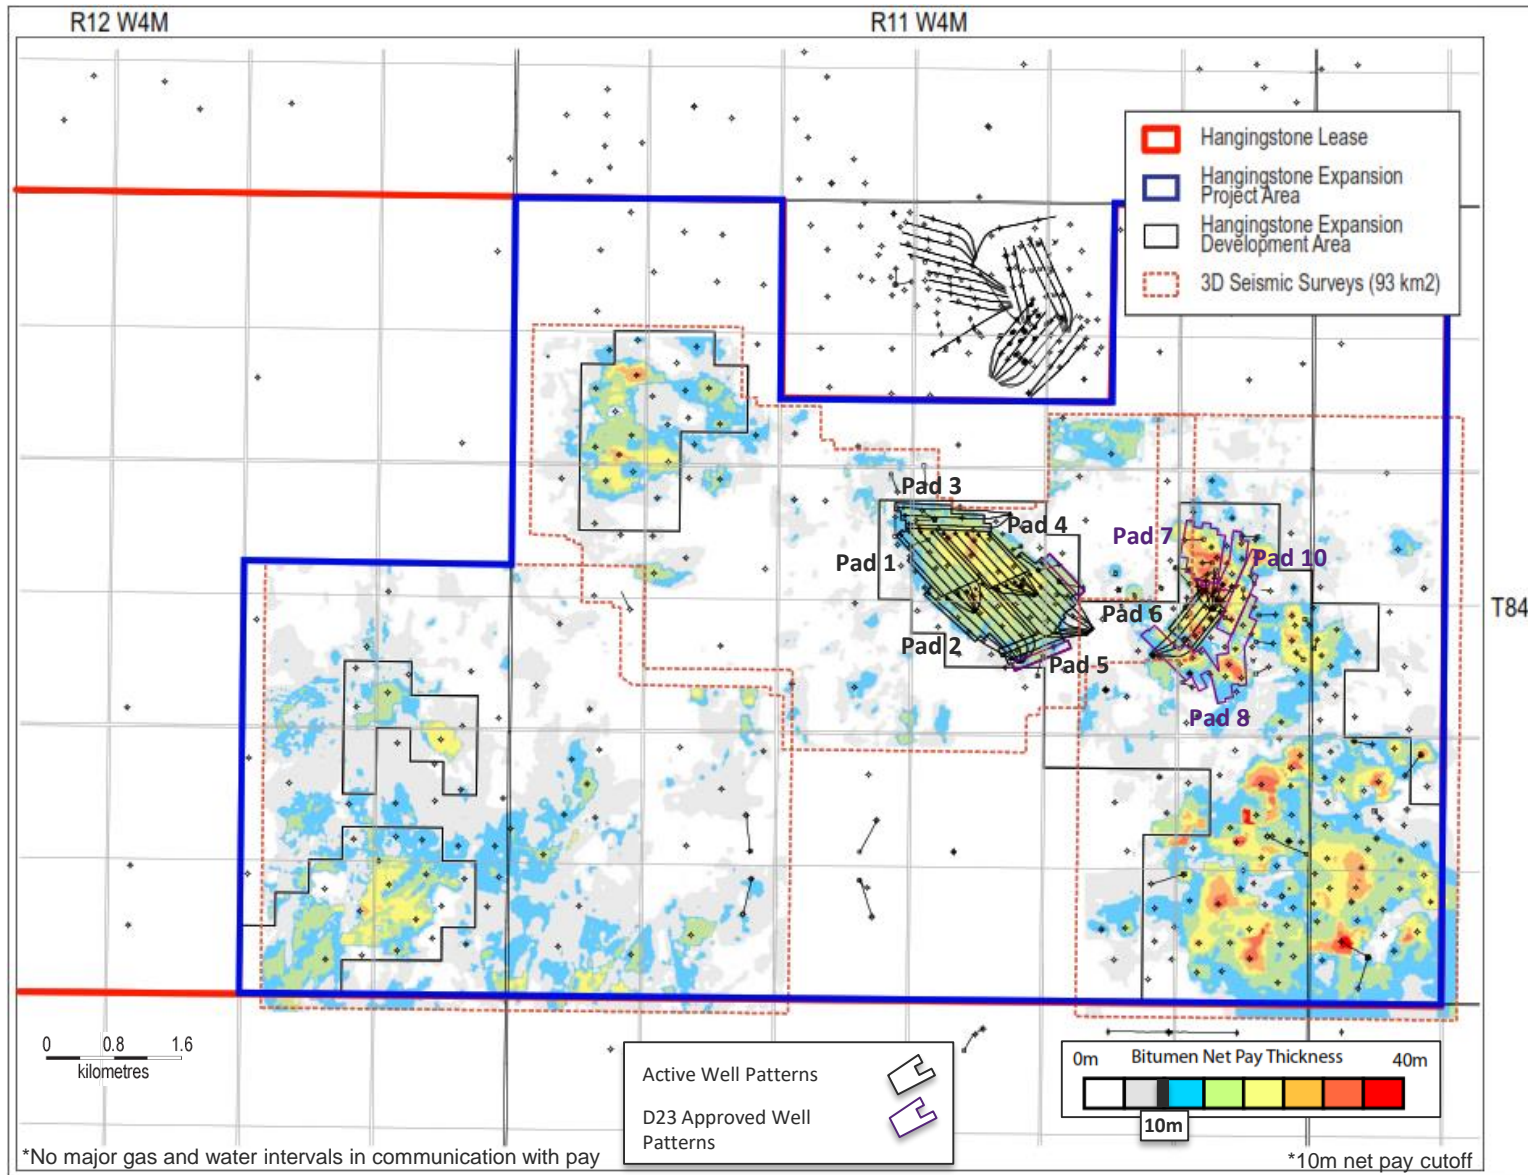 R12 W4M
R11 W4M
Hangingstone Lease
Hangingstone Expansion
Project Area
Hangingstone Expansion
Development Area
3D Seismic Surveys (93 km2)
Pad 3
Pad 4
Pad 7
Pad 10
Pad 1
T84
Pad 6
Pad 2
Pad 5
Pad 8
0 0.8 1.6
kilometres
Active Well Patterns
D23 Approved Well
Patterns
0m Bitumen Net Pay Thickness 40m
10m
*No major gas and water intervals in communication with pay
*10m net pay cutoff